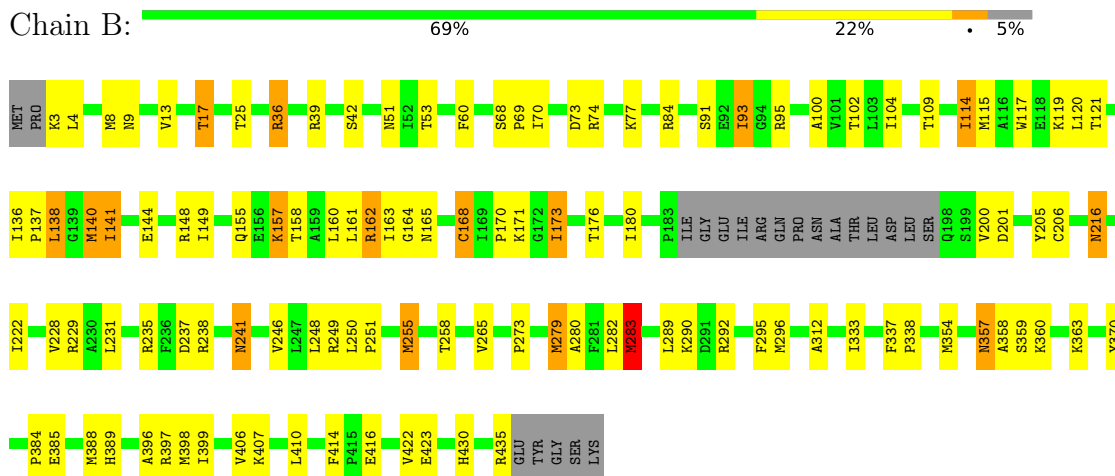 Chain B:
69% 22% • 5%
MET PRO K3 L4 M8 N9 V13 T17 T25 R36 R39 S42 N51 I52 T53 F60 S68 P69 I70 D73 R74 K77 R84 S91 E92 I93 G94 R95 A100 V101 T102 L103 I104 T109 I114 M115 A116 W117 E118 K119 L120 T121
I136 P137 L138 G139 M140 I141 E144 R148 I149 Q155 E156 K157 T158 A159 L160 L161 R162 I163 G164 N165 C168 I169 P170 K171 G172 I173 T176 I180 P183 ILE GLY GLU ILE ARG GLN PRO ASN ALA THR LEU ASP LEU SER Q198 S199 V200 D201 Y205 C206 N216
I222 V228 R229 A230 L231 R235 F236 D237 R238 N241 V246 L247 L248 R249 L250 P251 M255 T258 V265 P273 M279 A280 F281 L282 M283 L289 K290 D291 R292 F295 M296 A312 I333 F337 P338 M354 N357 A358 S359 K360 K363
P384 E385 M388 H389 A396 R397 M398 I399 V406 K407 L410 F414 P415 E416 V422 E423 H430 R435 GLU TYR GLY SER LYS